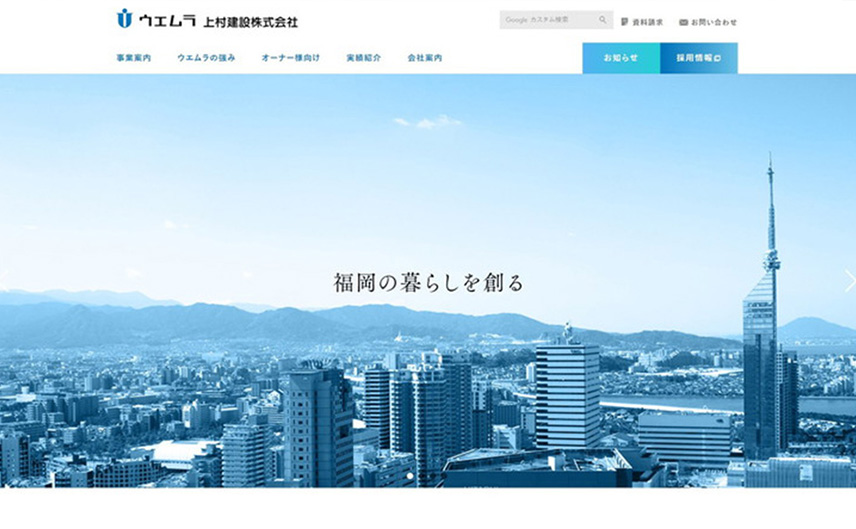 ウエムラ 上村建設株式会社
Google カスタム検索
資料請求
お問い合わせ
事業案内
ウエムラの強み
オーナー様向け
実績紹介
会社案内
お知らせ
採用情報
福岡の暮らしを創る